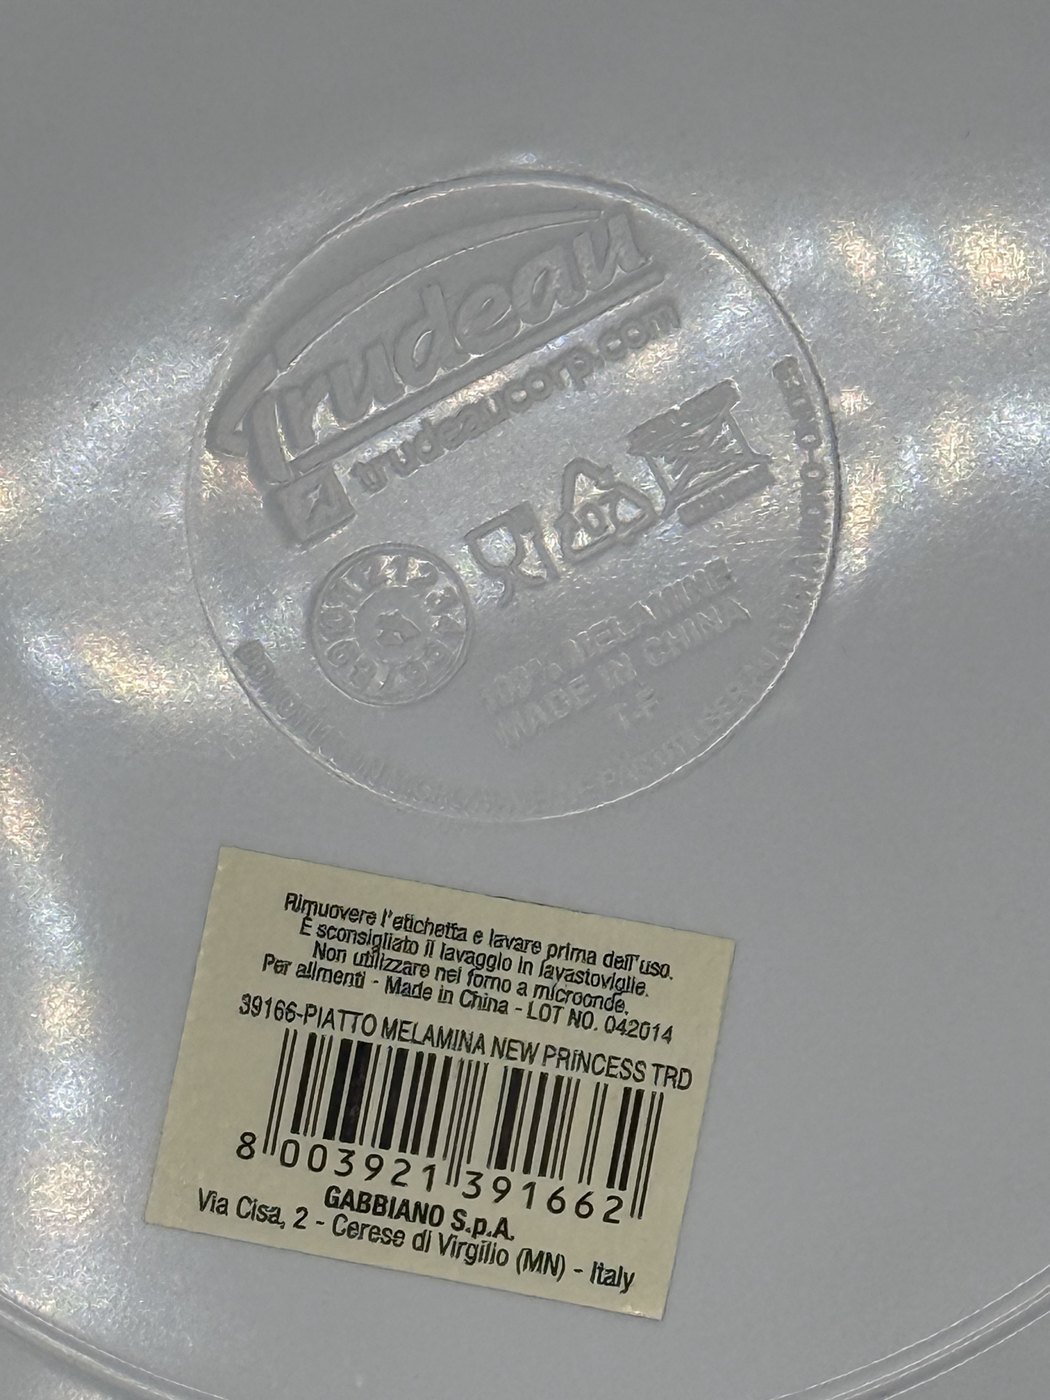 Trudeau
trudeaucorp.com
07
100% MELAMINE
MADE IN CHINA
T-F
Rimuovere l'etichetta e lavare prima dell'uso.
È sconsigliato il lavaggio in lavastoviglie.
Non utilizzare nel forno a microonde.
Per alimenti - Made in China - LOT NO. 042014
39166-PIATTO MELAMINA NEW PRINCESS TRD
8 003921 391662
GABBIANO S.p.A.
Via Cisa, 2 - Cerese di Virgilio (MN) - Italy